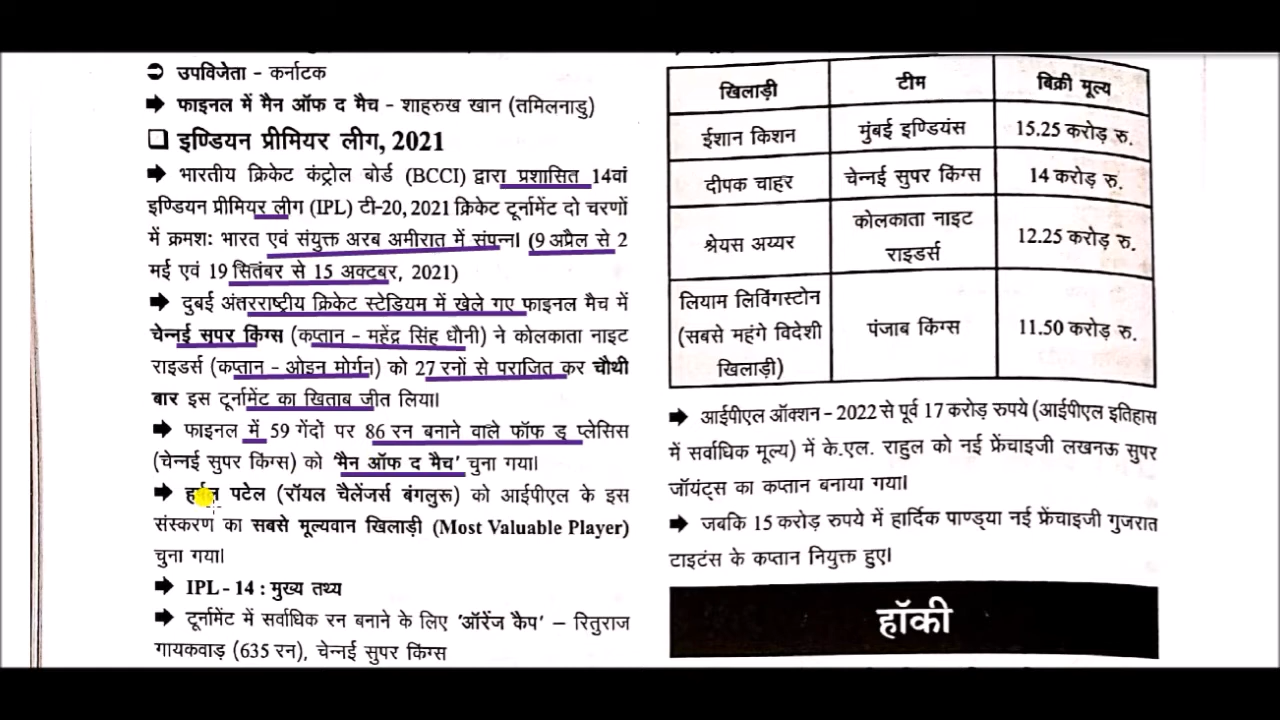 ➲ उपविजेता - कर्नाटक
➡ फाइनल में मैन ऑफ द मैच - शाहरुख खान (तमिलनाडु)
❑ इण्डियन प्रीमियर लीग, 2021
➡ भारतीय क्रिकेट कंट्रोल बोर्ड (BCCI) द्वारा प्रशासित 14वां
इण्डियन प्रीमियर लीग (IPL) टी-20, 2021 क्रिकेट टूर्नामेंट दो चरणों
में क्रमश: भारत एवं संयुक्त अरब अमीरात में संपन्न। (9 अप्रैल से 2
मई एवं 19 सितंबर से 15 अक्टूबर, 2021)
➡ दुबई अंतरराष्ट्रीय क्रिकेट स्टेडियम में खेले गए फाइनल मैच में
चेन्नई सुपर किंग्स (कप्तान - महेंद्र सिंह धौनी) ने कोलकाता नाइट
राइडर्स (कप्तान - ओइन मोर्गन) को 27 रनों से पराजित कर चौथी
बार इस टूर्नामेंट का खिताब जीत लिया।
➡ फाइनल में 59 गेंदों पर 86 रन बनाने वाले फॉफ डू प्लेसिस
(चेन्नई सुपर किंग्स) को 'मैन ऑफ द मैच' चुना गया।
➡ हर्षल पटेल (रॉयल चैलेंजर्स बंगलुरू) को आईपीएल के इस
संस्करण का सबसे मूल्यवान खिलाड़ी (Most Valuable Player)
चुना गया।
➡ IPL - 14 : मुख्य तथ्य
➡ टूर्नामेंट में सर्वाधिक रन बनाने के लिए 'ऑरेंज कैप' – रितुराज
गायकवाड़ (635 रन), चेन्नई सुपर किंग्स
खिलाड़ी टीम बिक्री मूल्य
ईशान किशन मुंबई इण्डियंस 15.25 करोड़ रु.
दीपक चाहर चेन्नई सुपर किंग्स 14 करोड़ रु.
श्रेयस अय्यर कोलकाता नाइट 12.25 करोड़ रु.
राइडर्स
लियाम लिविंगस्टोन
(सबसे महंगे विदेशी पंजाब किंग्स 11.50 करोड़ रु.
खिलाड़ी)
➡ आईपीएल ऑक्शन - 2022 से पूर्व 17 करोड़ रुपये (आईपीएल इतिहास
में सर्वाधिक मूल्य) में के.एल. राहुल को नई फ्रेंचाइजी लखनऊ सुपर
जॉयंट्स का कप्तान बनाया गया।
➡ जबकि 15 करोड़ रुपये में हार्दिक पाण्ड्या नई फ्रेंचाइजी गुजरात
टाइटंस के कप्तान नियुक्त हुए।
हॉकी